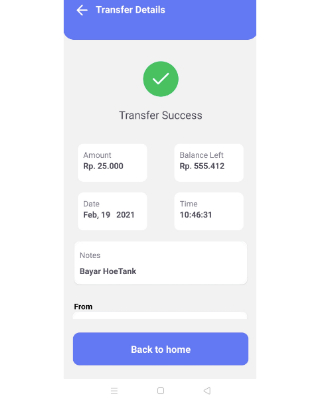 Transfer Details
Transfer Success
Amount
Rp. 25.000
Balance Left
Rp. 555.412
Date
Feb, 19 2021
Time
10:46:31
Notes
Bayar HoeTank
From
Back to home